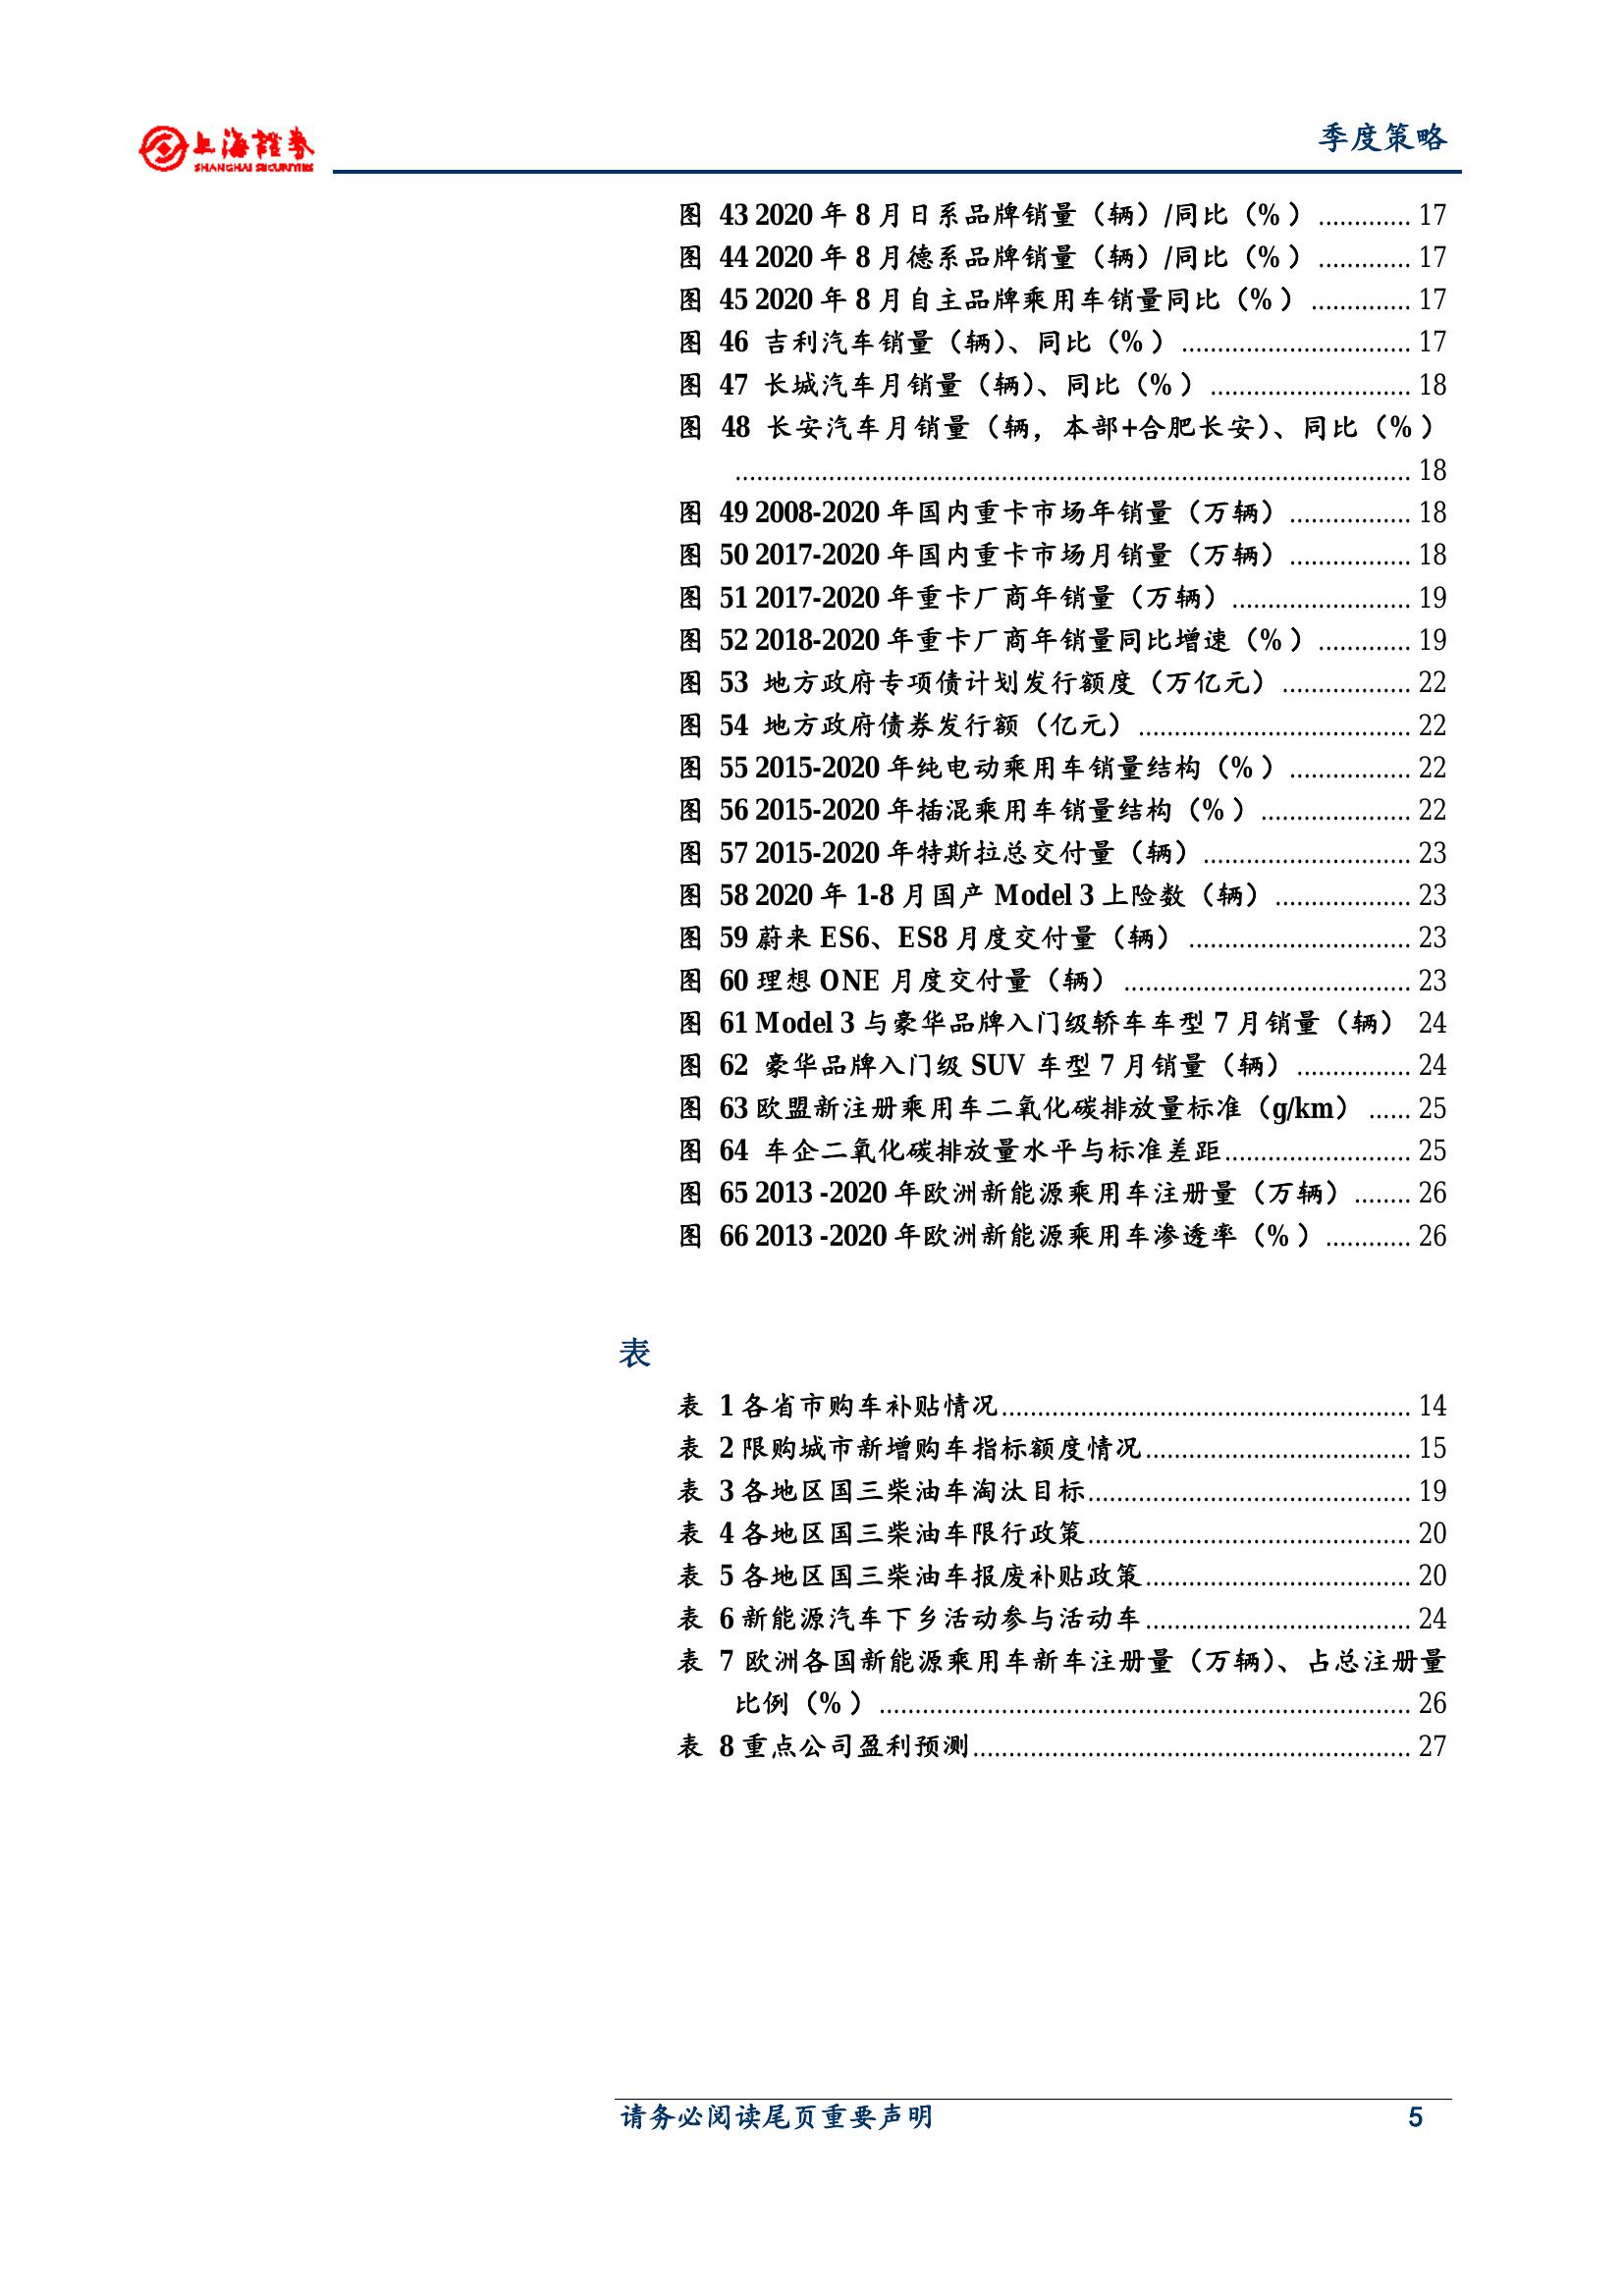 上海證券
SHANGHAI SECURITIES
季度策略
图 43 2020 年 8 月日系品牌销量（辆）/同比（%）............. 17
图 44 2020 年 8 月德系品牌销量（辆）/同比（%）............. 17
图 45 2020 年 8 月自主品牌乘用车销量同比（%）.............. 17
图 46 吉利汽车销量（辆）、同比（%）................................ 17
图 47 长城汽车月销量（辆）、同比（%）............................ 18
图 48 长安汽车月销量（辆，本部+合肥长安）、同比（%）
.............................................................................................. 18
图 49 2008-2020 年国内重卡市场年销量（万辆）................. 18
图 50 2017-2020 年国内重卡市场月销量（万辆）................. 18
图 51 2017-2020 年重卡厂商年销量（万辆）......................... 19
图 52 2018-2020 年重卡厂商年销量同比增速（%）............. 19
图 53 地方政府专项债计划发行额度（万亿元）.................. 22
图 54 地方政府债券发行额（亿元）...................................... 22
图 55 2015-2020 年纯电动乘用车销量结构（%）................. 22
图 56 2015-2020 年插混乘用车销量结构（%）..................... 22
图 57 2015-2020 年特斯拉总交付量（辆）............................. 23
图 58 2020 年 1-8 月国产 Model 3 上险数（辆）................... 23
图 59 蔚来 ES6、ES8 月度交付量（辆）............................... 23
图 60 理想 ONE 月度交付量（辆）........................................ 23
图 61 Model 3 与豪华品牌入门级轿车车型 7 月销量（辆） 24
图 62 豪华品牌入门级 SUV 车型 7 月销量（辆）................ 24
图 63 欧盟新注册乘用车二氧化碳排放量标准（g/km）...... 25
图 64 车企二氧化碳排放量水平与标准差距.......................... 25
图 65 2013 -2020 年欧洲新能源乘用车注册量（万辆）........ 26
图 66 2013 -2020 年欧洲新能源乘用车渗透率（%）............ 26
表
表 1 各省市购车补贴情况......................................................... 14
表 2 限购城市新增购车指标额度情况..................................... 15
表 3 各地区国三柴油车淘汰目标............................................. 19
表 4 各地区国三柴油车限行政策............................................. 20
表 5 各地区国三柴油车报废补贴政策..................................... 20
表 6 新能源汽车下乡活动参与活动车..................................... 24
表 7 欧洲各国新能源乘用车新车注册量（万辆）、占总注册量
比例（%）.......................................................................... 26
表 8 重点公司盈利预测............................................................. 27
请务必阅读尾页重要声明
5